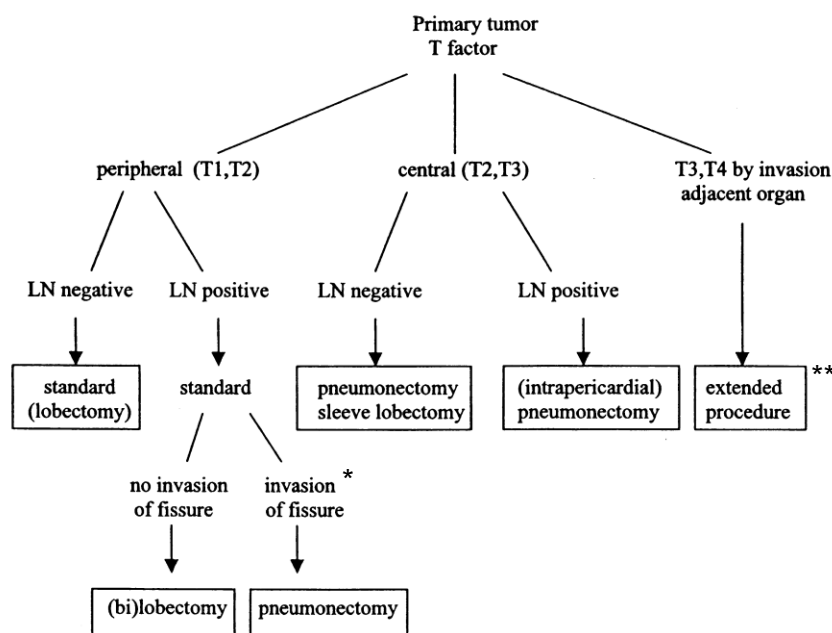 Primary tumor
T factor
peripheral (T1,T2)
central (T2,T3)
T3,T4 by invasion
adjacent organ
LN negative
LN positive
LN negative
LN positive
standard
(lobectomy)
standard
pneumonectomy
sleeve lobectomy
(intrapericardial)
pneumonectomy
extended
procedure
**
no invasion
of fissure
invasion *
of fissure
(bi)lobectomy
pneumonectomy